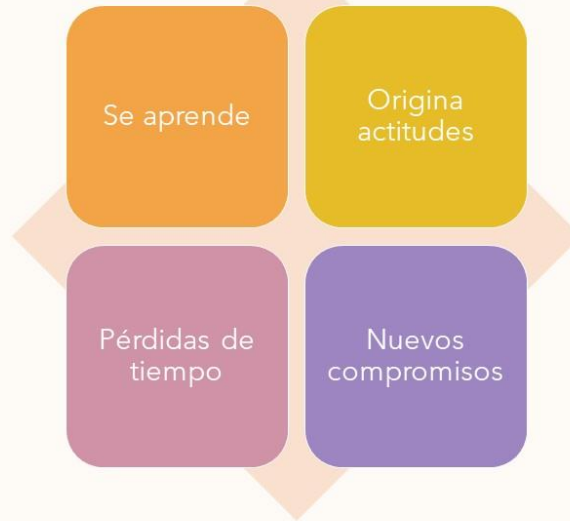 Se aprende
Origina
actitudes
Pérdidas de
tiempo
Nuevos
compromisos